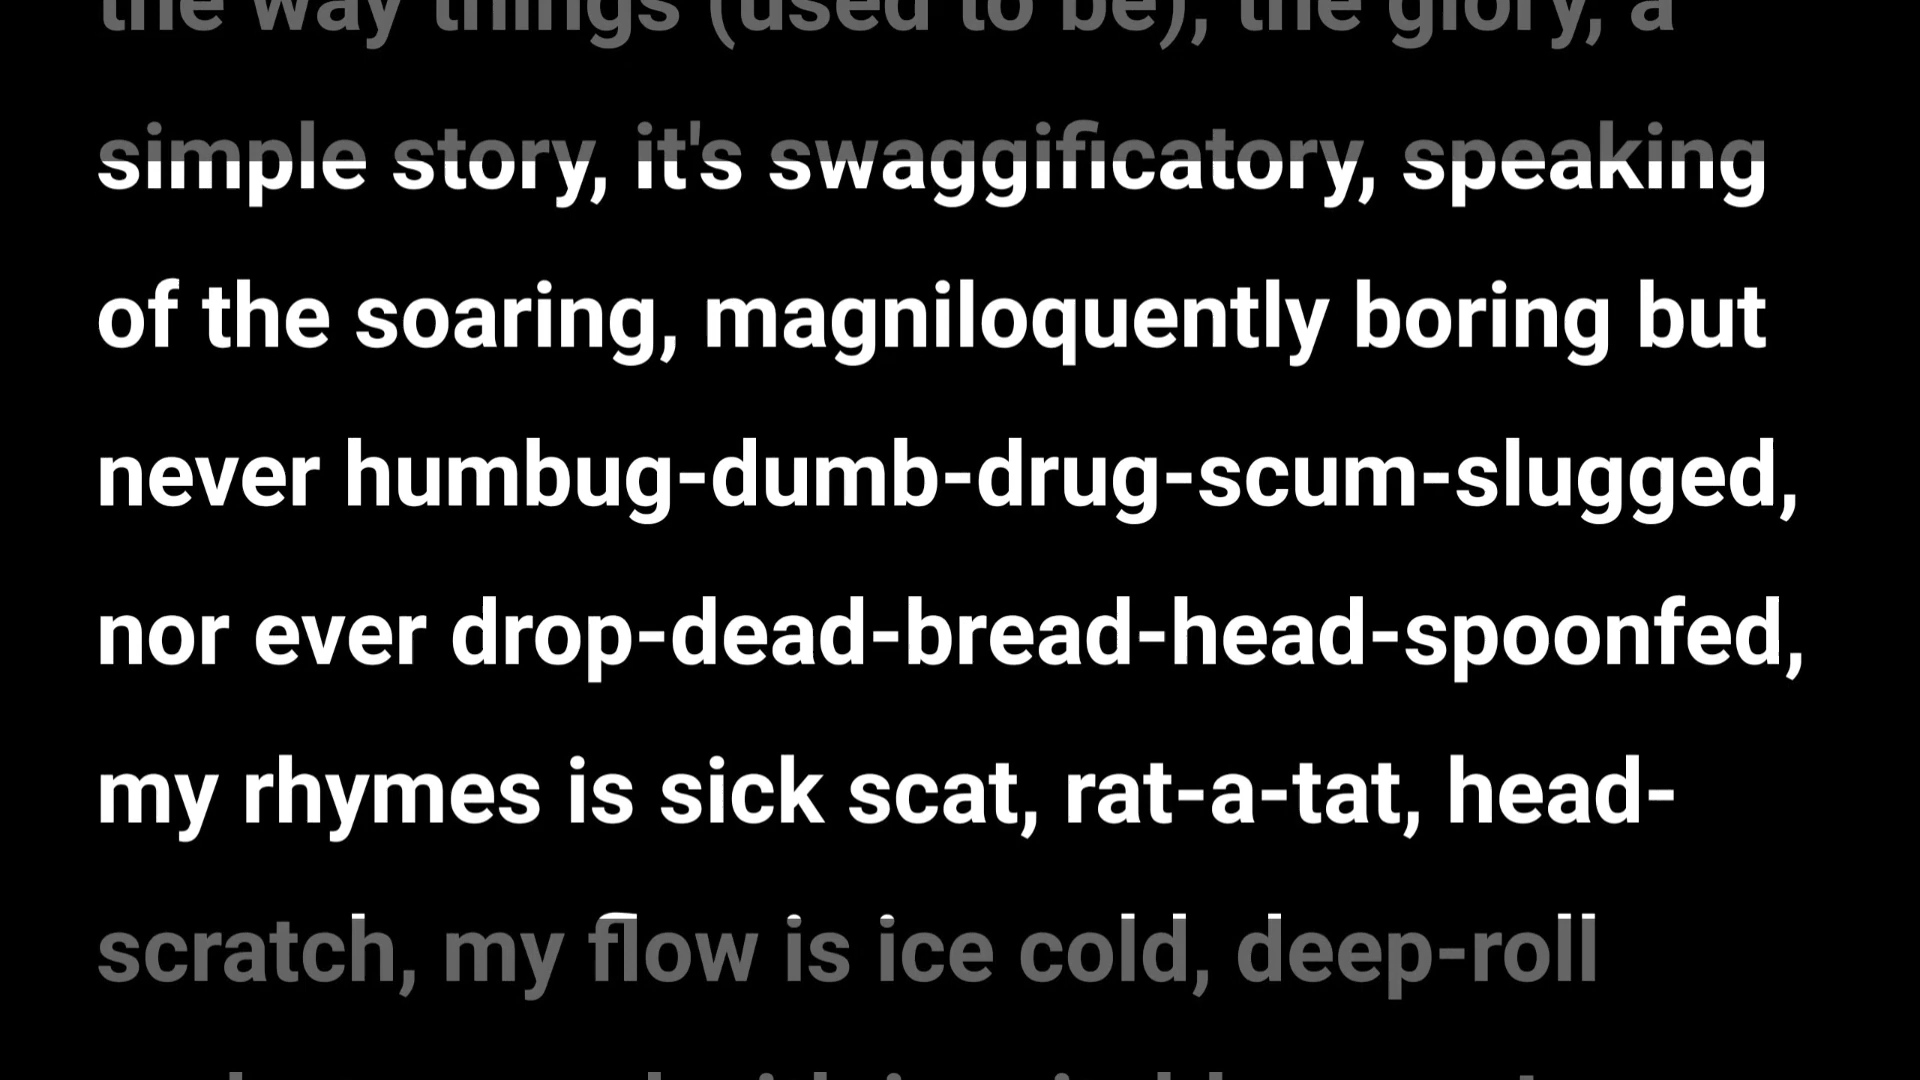 the way things (used to be), the glory, a
simple story, it's swaggificatory, speaking
of the soaring, magniloquently boring but
never humbug-dumb-drug-scum-slugged,
nor ever drop-dead-bread-head-spoonfed,
my rhymes is sick scat, rat-a-tat, head-
scratch, my flow is ice cold, deep-roll